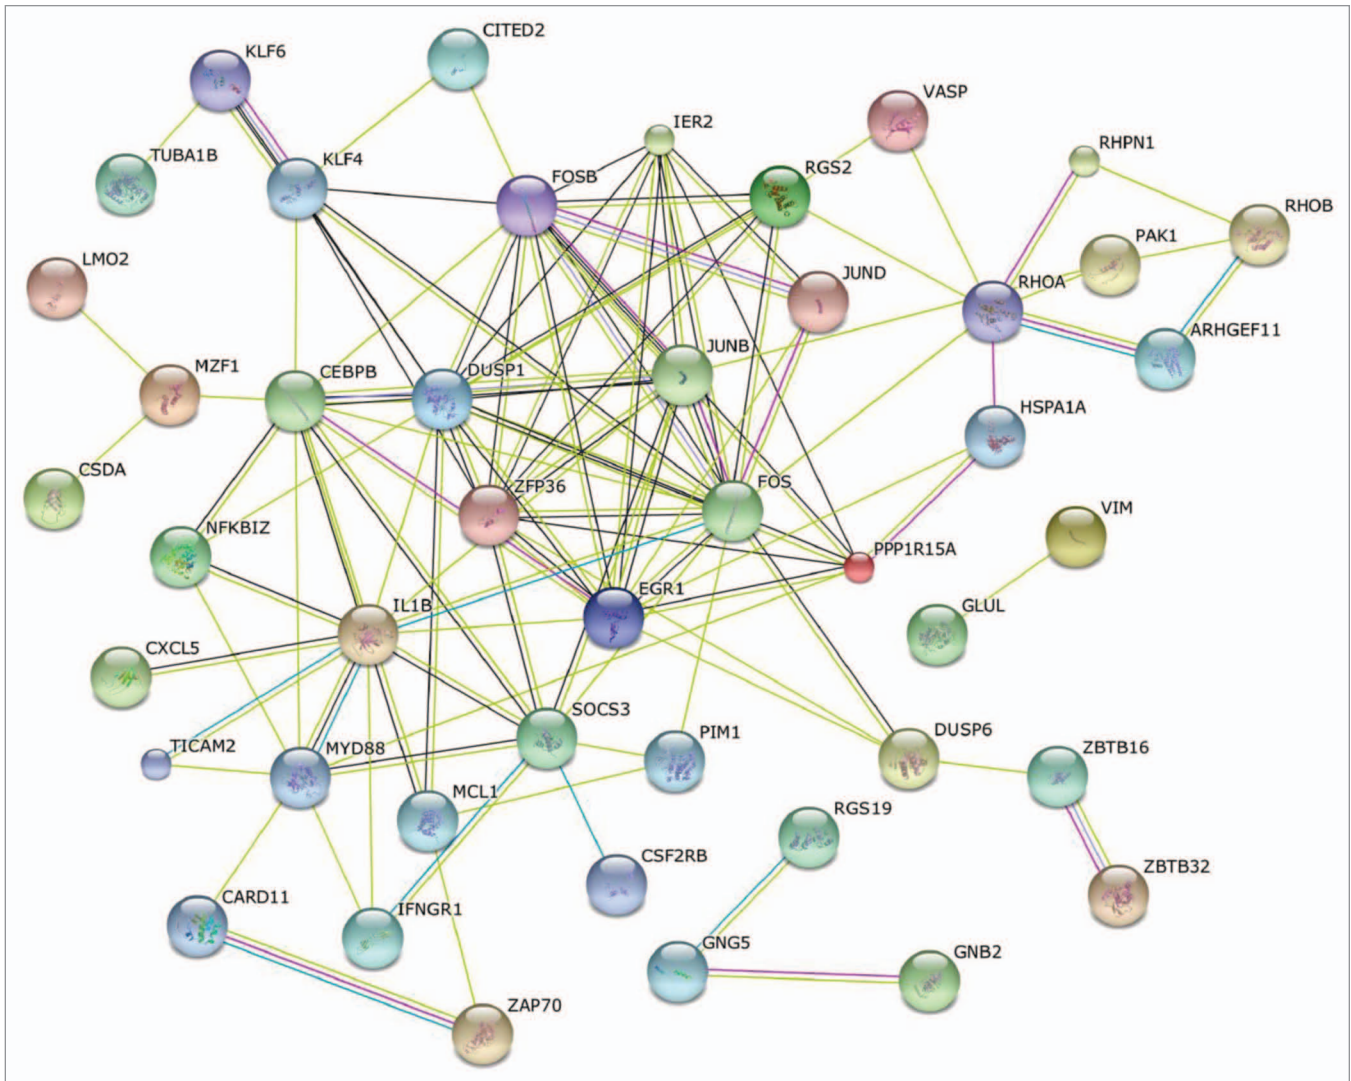 CITED2
KLF6
VASP
IER2
RHPN1
TUBA1B
KLF4
RGS2
FOSB
RHOB
PAK1
LMO2
JUND
RHOA
ARHGEF11
JUNB
MZF1
CEBPB
DUSP1
HSPA1A
CSDA
ZFP36
FOS
VIM
NFKBIZ
PPP1R15A
EGR1
IL1B
GLUL
CXCL5
SOCS3
PIM1
DUSP6
TICAM2
MYD88
ZBTB16
MCL1
RGS19
CSF2RB
ZBTB32
CARD11
IFNGR1
GNG5
GNB2
ZAP70